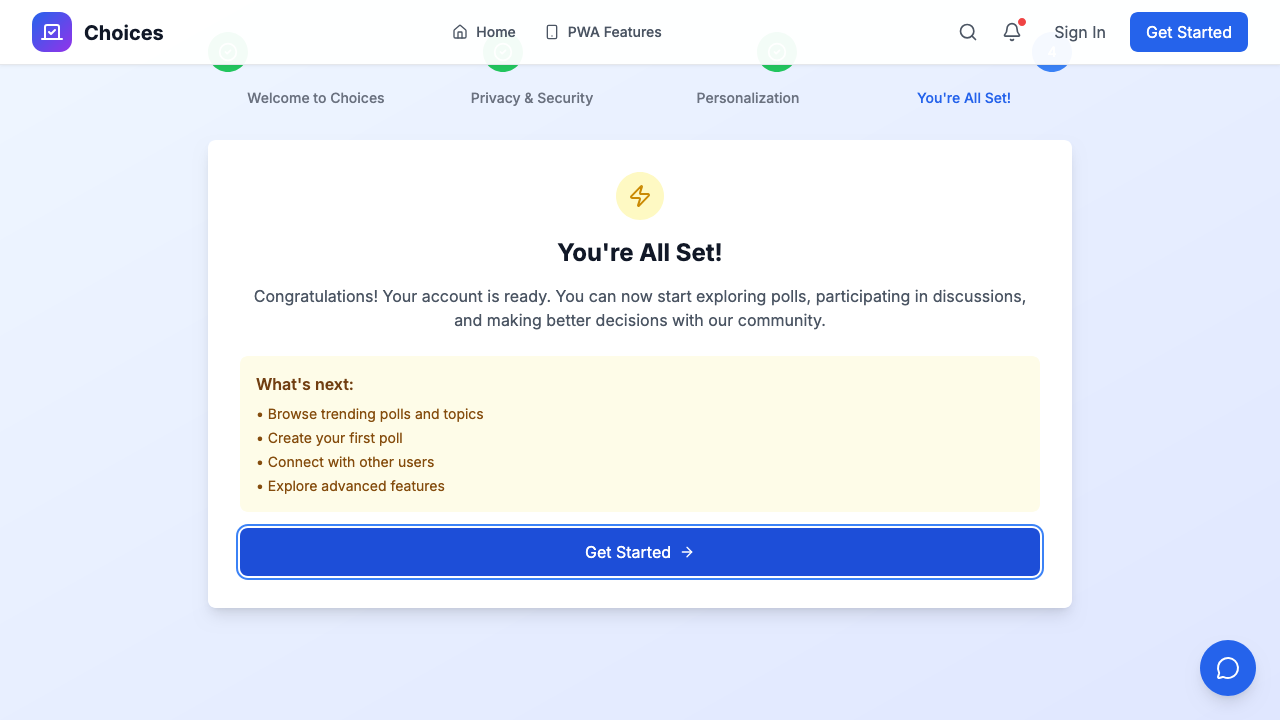 Choices
Home
PWA Features
Sign In
Get Started
4
Welcome to Choices
Privacy & Security
Personalization
You're All Set!
You're All Set!
Congratulations! Your account is ready. You can now start exploring polls, participating in discussions,
and making better decisions with our community.
What's next:
• Browse trending polls and topics
• Create your first poll
• Connect with other users
• Explore advanced features
Get Started